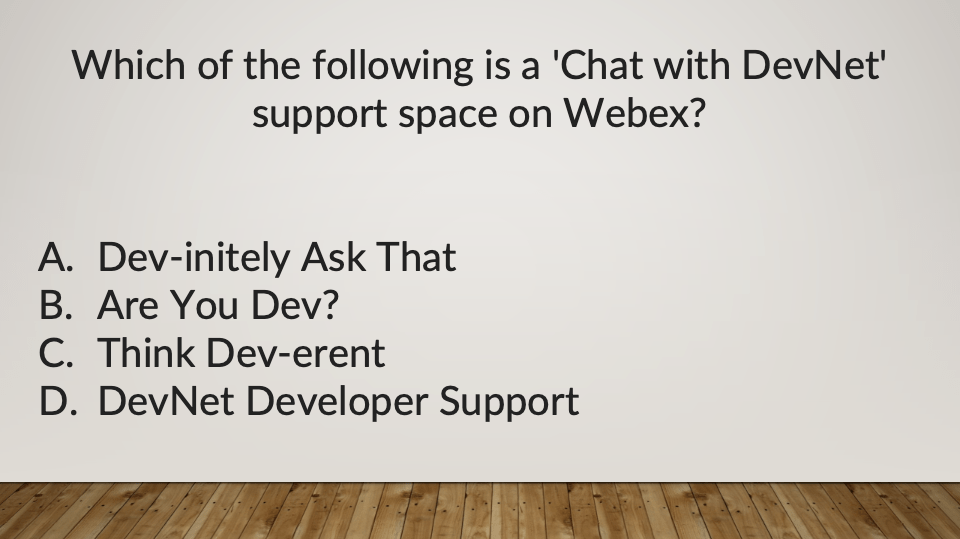 Which of the following is a 'Chat with DevNet'
support space on Webex?
A. Dev-initely Ask That
B. Are You Dev?
C. Think Dev-erent
D. DevNet Developer Support